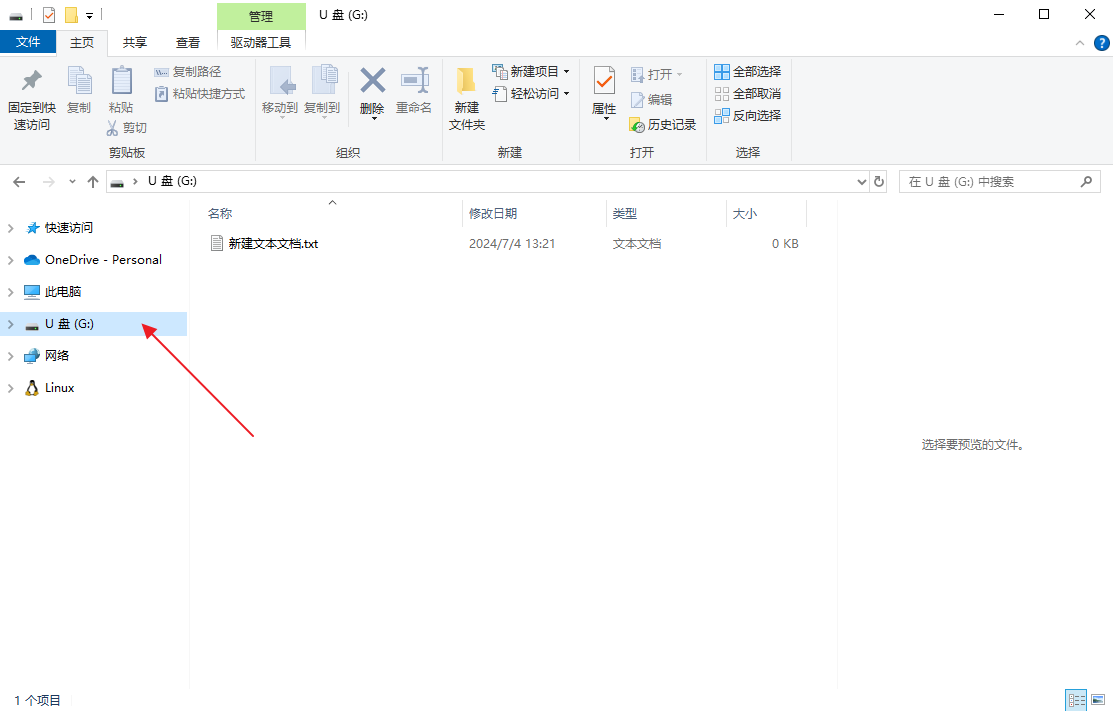 管理
U 盘 (G:)
文件
主页
共享
查看
驱动器工具
固定到快
速访问
复制
粘贴
复制路径
粘贴快捷方式
剪切
剪贴板
移动到
复制到
删除
重命名
组织
新建
文件夹
新建项目
轻松访问
新建
属性
打开
编辑
历史记录
打开
全部选择
全部取消
反向选择
选择
U 盘 (G:)
在 U 盘 (G:) 中搜索
名称
修改日期
类型
大小
新建文本文档.txt
2024/7/4 13:21
文本文档
0 KB
快速访问
OneDrive - Personal
此电脑
U 盘 (G:)
网络
Linux
选择要预览的文件。
1 个项目